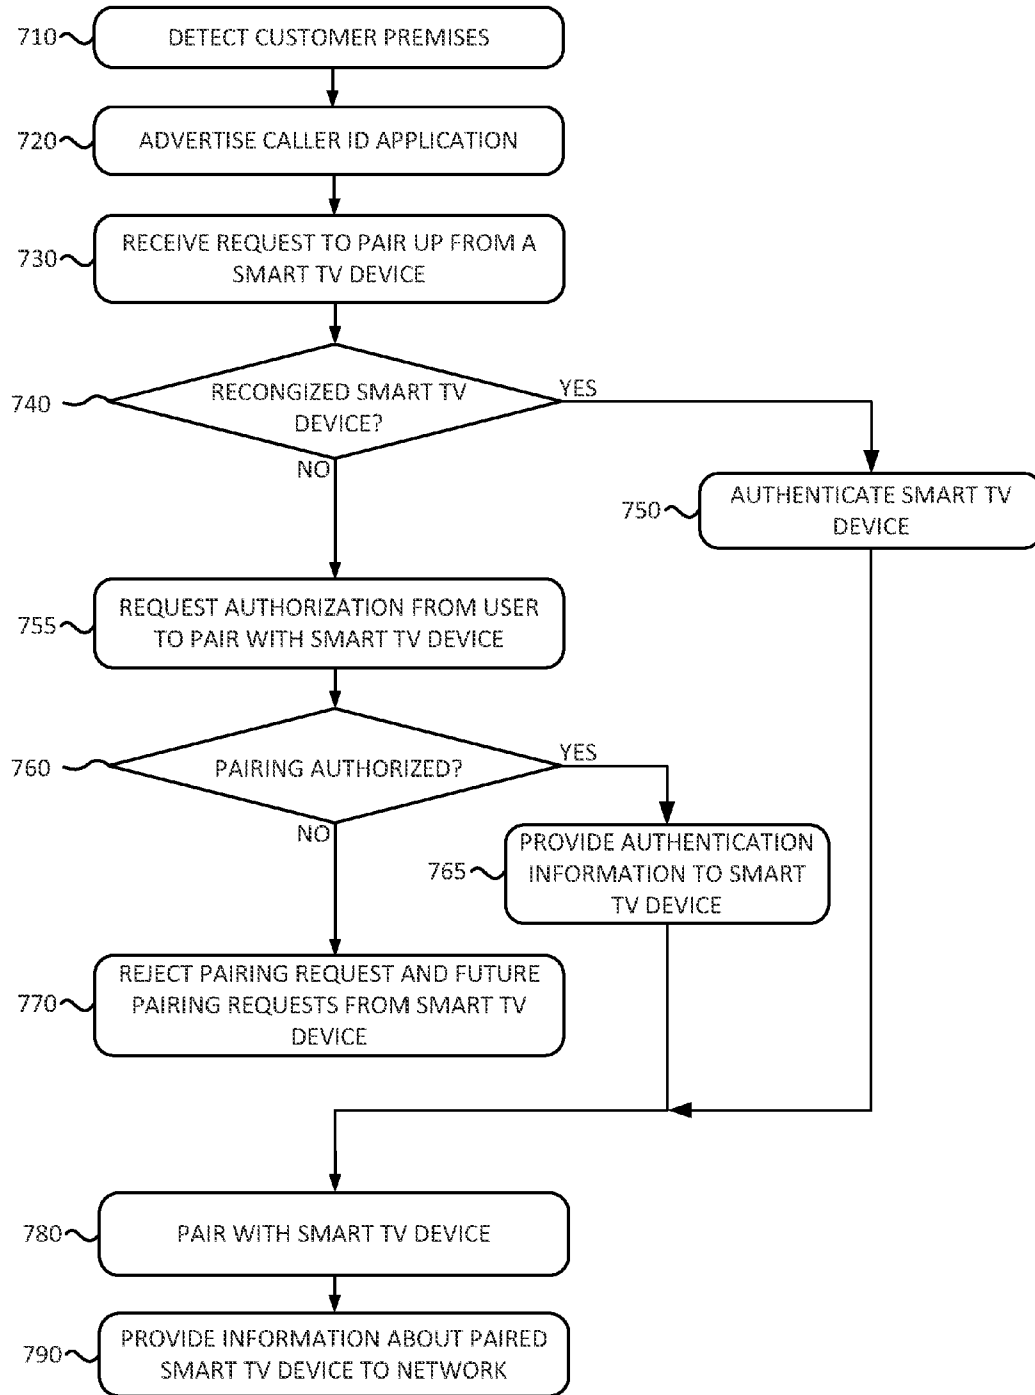 710
DETECT CUSTOMER PREMISES
720
ADVERTISE CALLER ID APPLICATION
730
RECEIVE REQUEST TO PAIR UP FROM A
SMART TV DEVICE
740
RECONGIZED SMART TV
DEVICE?
YES
NO
750
AUTHENTICATE SMART TV
DEVICE
755
REQUEST AUTHORIZATION FROM USER
TO PAIR WITH SMART TV DEVICE
760
PAIRING AUTHORIZED?
YES
NO
765
PROVIDE AUTHENTICATION
INFORMATION TO SMART
TV DEVICE
770
REJECT PAIRING REQUEST AND FUTURE
PAIRING REQUESTS FROM SMART TV
DEVICE
780
PAIR WITH SMART TV DEVICE
790
PROVIDE INFORMATION ABOUT PAIRED
SMART TV DEVICE TO NETWORK